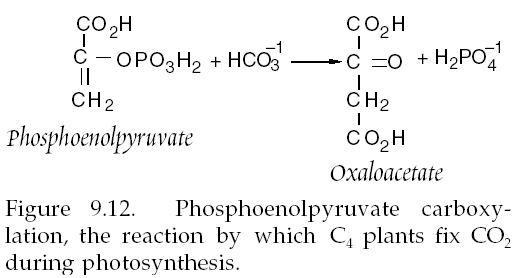 CO₂H
C – OPO₃H₂ + HCO₃⁻¹ → C =O + H₂PO₄⁻¹
CH₂
CO₂H
CH₂
CO₂H
Phosphoenolpyruvate
Oxaloacetate
Figure 9.12. Phosphoenolpyruvate carboxy-
lation, the reaction by which C₄ plants fix CO₂
during photosynthesis.